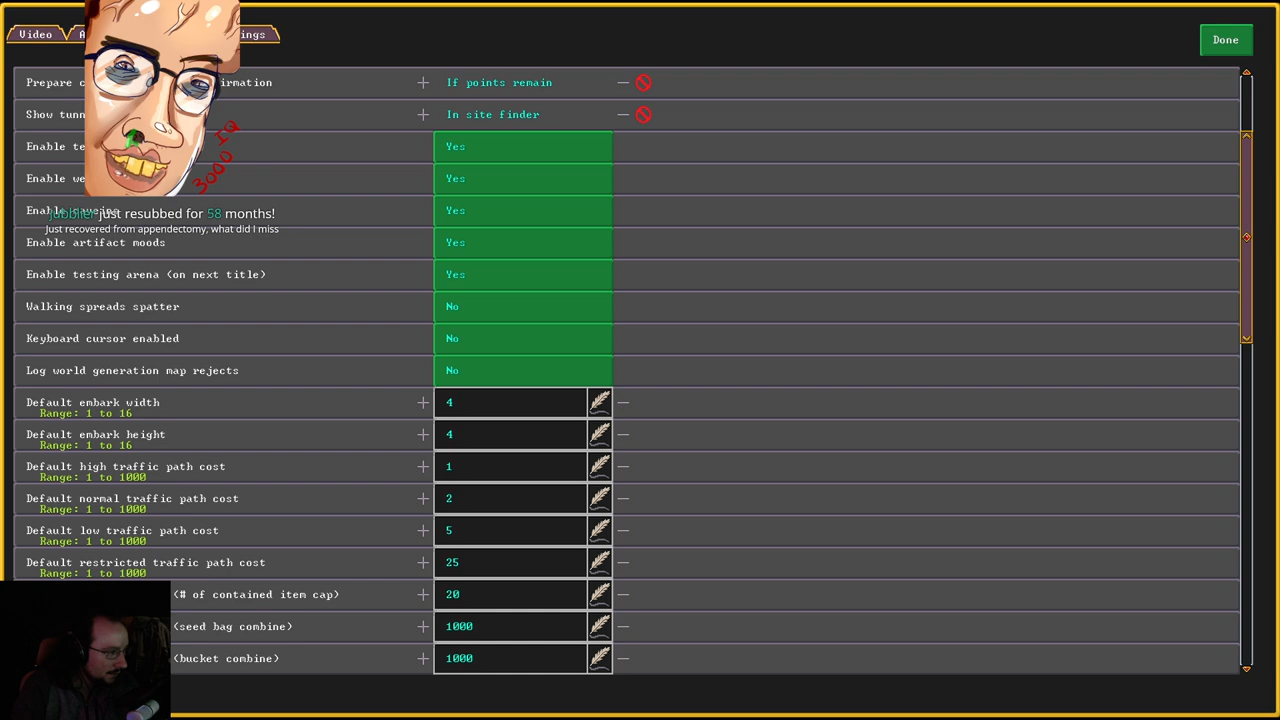 Video
ings
Done
Prepare c
irmation
If points remain
Show tunn
In site finder
Enable te
Yes
Enable we
Yes
3000 IQ
Yes
jubblier just resubbed for 58 months!
Just recovered from appendectomy, what did I miss
Enable artifact moods
Yes
Enable testing arena (on next title)
Yes
Walking spreads spatter
No
Keyboard cursor enabled
No
Log world generation map rejects
No
Default embark width
4
Range: 1 to 16
Default embark height
4
Range: 1 to 16
Default high traffic path cost
1
Range: 1 to 1000
Default normal traffic path cost
2
Range: 1 to 1000
Default low traffic path cost
5
Range: 1 to 1000
Default restricted traffic path cost
25
Range: 1 to 1000
(# of contained item cap)
20
(seed bag combine)
1000
(bucket combine)
1000